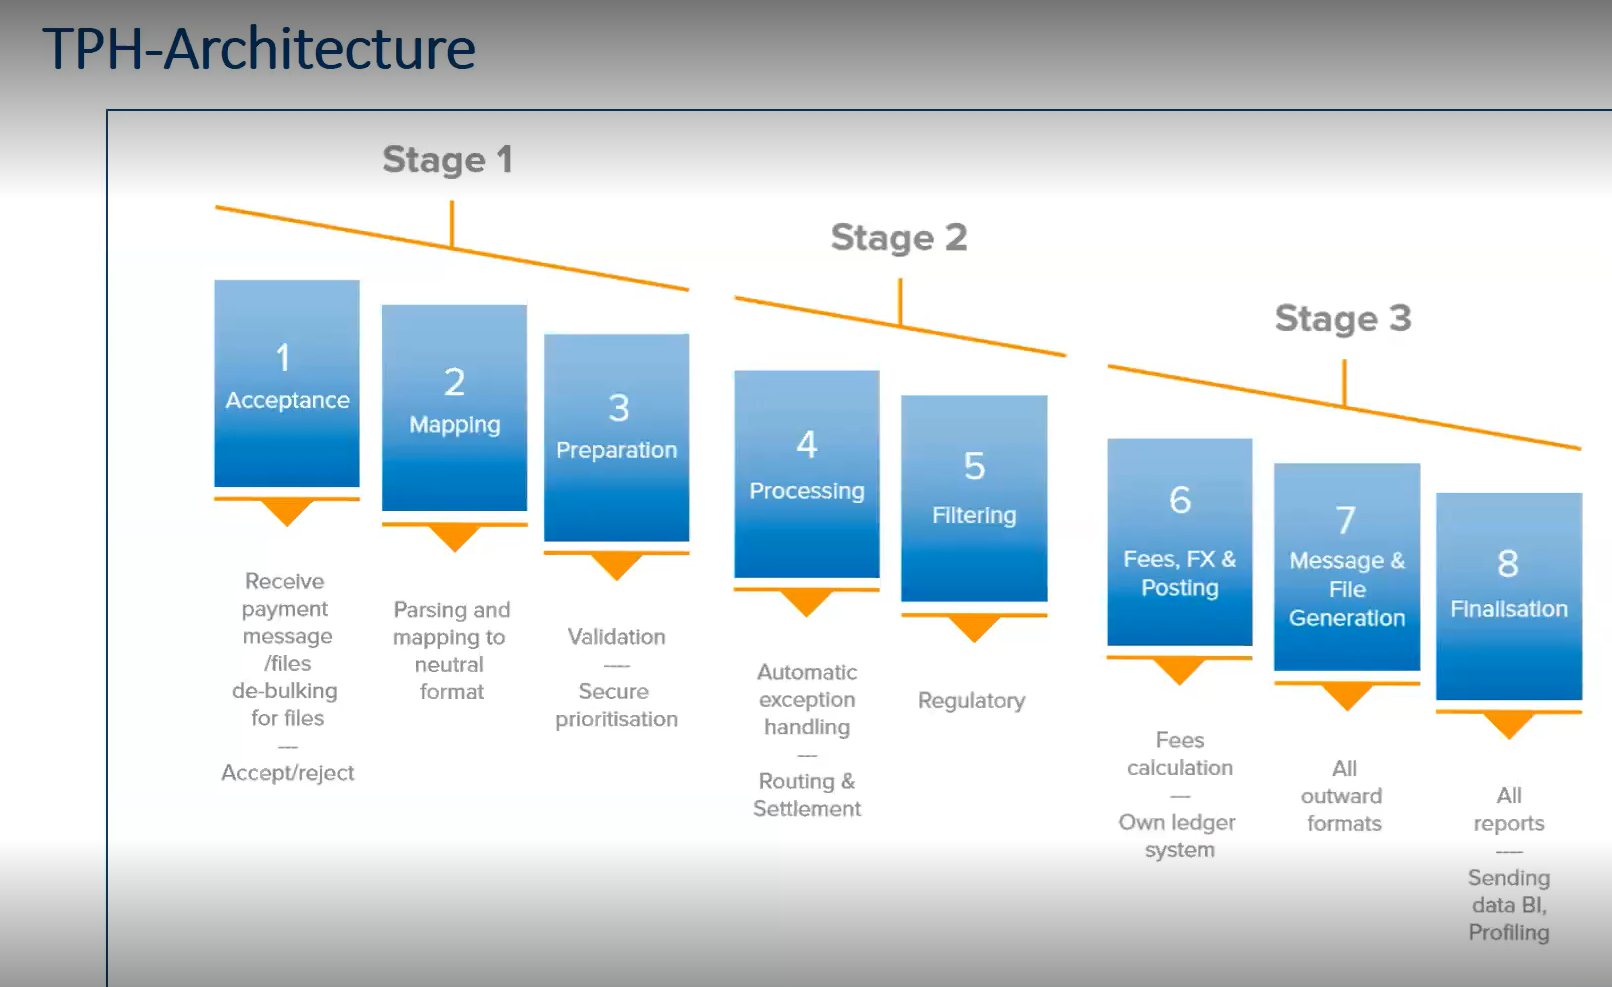 TPH-Architecture
Stage 1
Stage 2
Stage 3
1
Acceptance
2
Mapping
3
Preparation
4
Processing
5
Filtering
6
Fees, FX &
Posting
7
Message &
File
Generation
8
Finalisation
Receive
payment
message
/files
de-bulking
for files
---
Accept/reject
Parsing and
mapping to
neutral
format
Validation
----
Secure
prioritisation
Automatic
exception
handling
---
Routing &
Settlement
Regulatory
Fees
calculation
---
Own ledger
system
All
outward
formats
All
reports
----
Sending
data BI,
Profiling